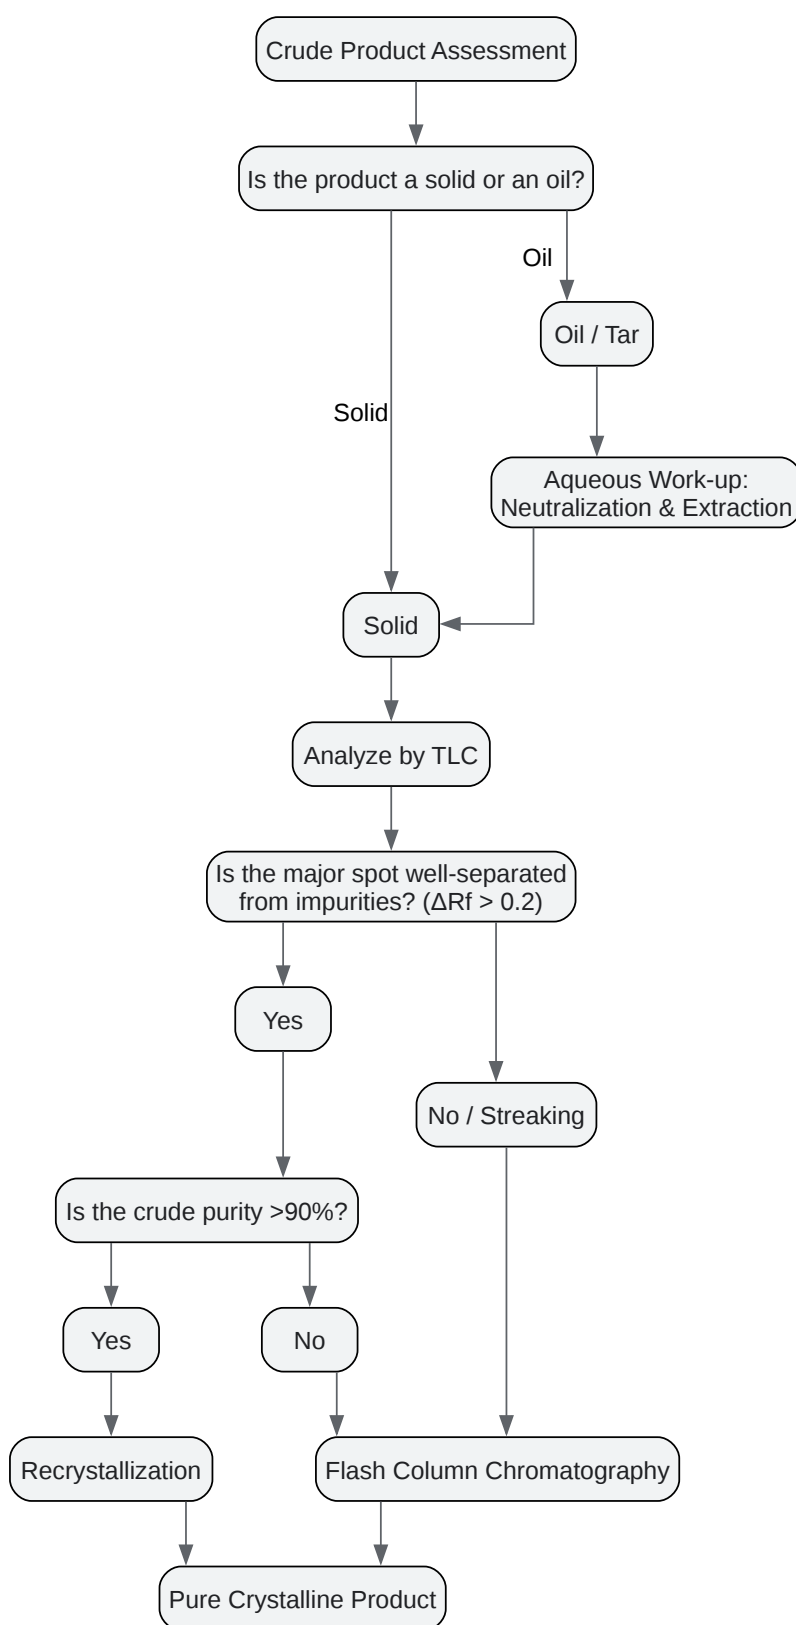 Crude Product Assessment
Is the product a solid or an oil?
Oil
Oil / Tar
Solid
Aqueous Work-up:
Neutralization & Extraction
Solid
Analyze by TLC
Is the major spot well-separated
from impurities? (ΔRf > 0.2)
Yes
No / Streaking
Is the crude purity >90%?
Yes
No
Recrystallization
Flash Column Chromatography
Pure Crystalline Product